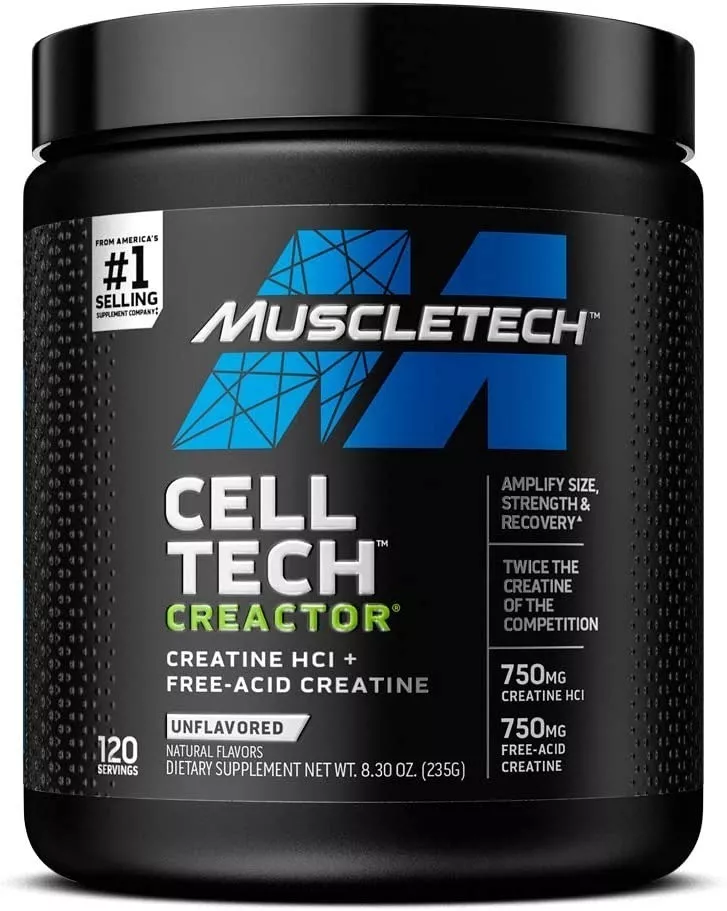 FROM AMERICA'S
#1
SELLING
SUPPLEMENT COMPANY‡
MUSCLETECH™
CELL
TECH™
CREACTOR®
CREATINE HCl +
FREE-ACID CREATINE
UNFLAVORED
NATURAL FLAVORS
DIETARY SUPPLEMENT NET WT. 8.30 OZ. (235G)
120
SERVINGS
AMPLIFY SIZE,
STRENGTH &
RECOVERY▲
TWICE THE
CREATINE
OF THE
COMPETITION
750MG
CREATINE HCl
750MG
FREE-ACID
CREATINE